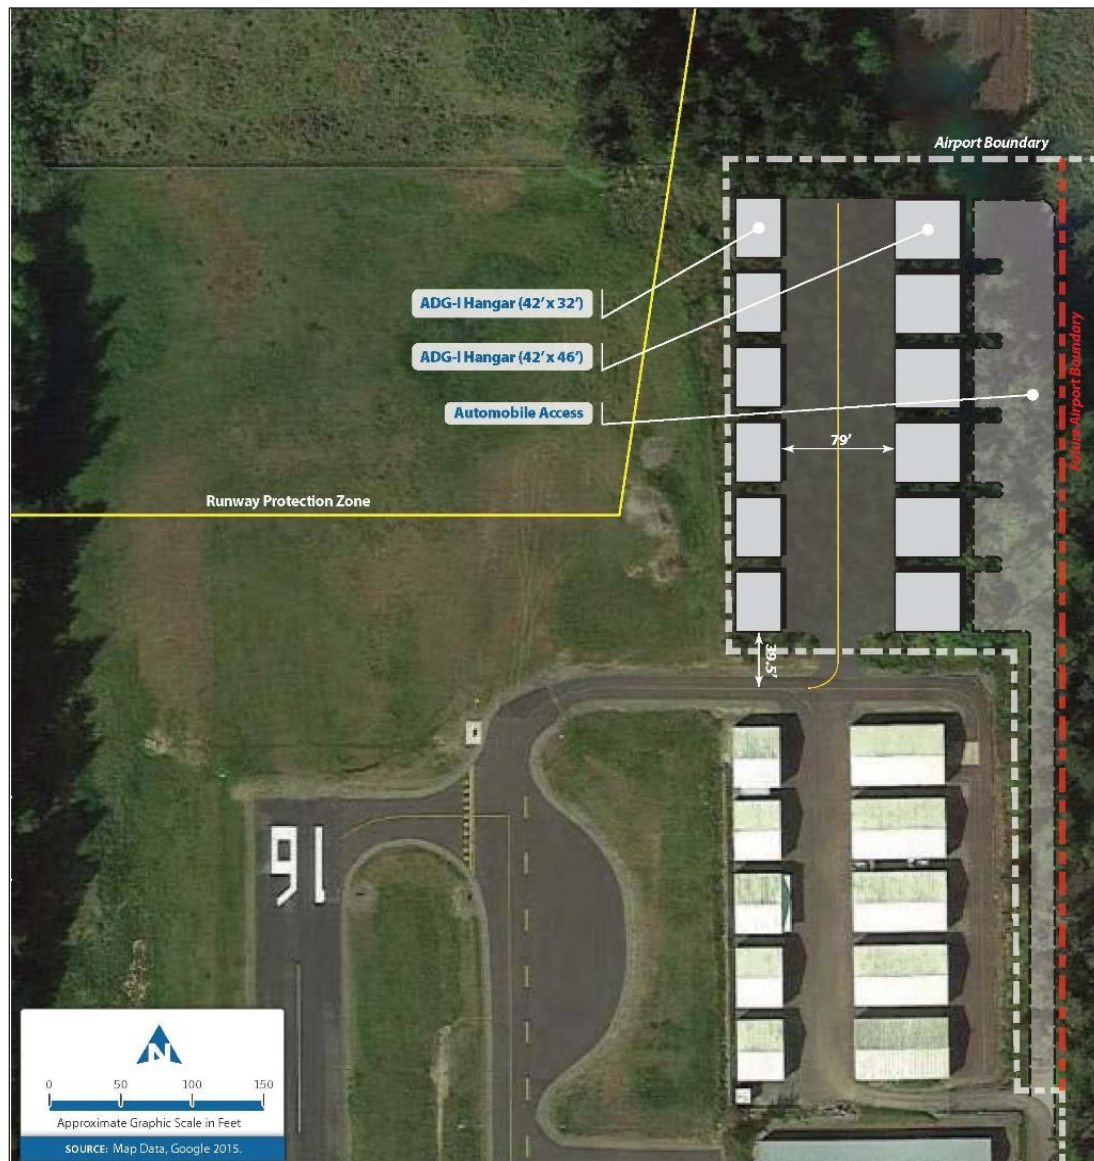 Airport Boundary
ADG-I Hangar (42' x 32')
ADG-I Hangar (42' x 46')
Automobile Access
Future Airport Boundary
79'
Runway Protection Zone
39.5'
16
N
0 50 100 150
Approximate Graphic Scale in Feet
SOURCE: Map Data, Google 2015.